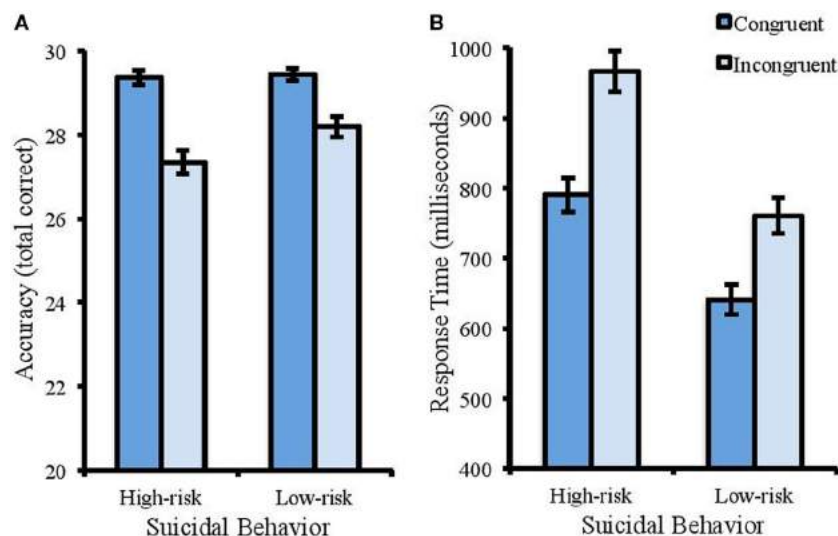 A
Accuracy (total correct)
30
28
26
24
22
20
High-risk
Low-risk
Suicidal Behavior
B
Congruent
Incongruent
Response Time (milliseconds)
1000
900
800
700
600
500
400
High-risk
Low-risk
Suicidal Behavior